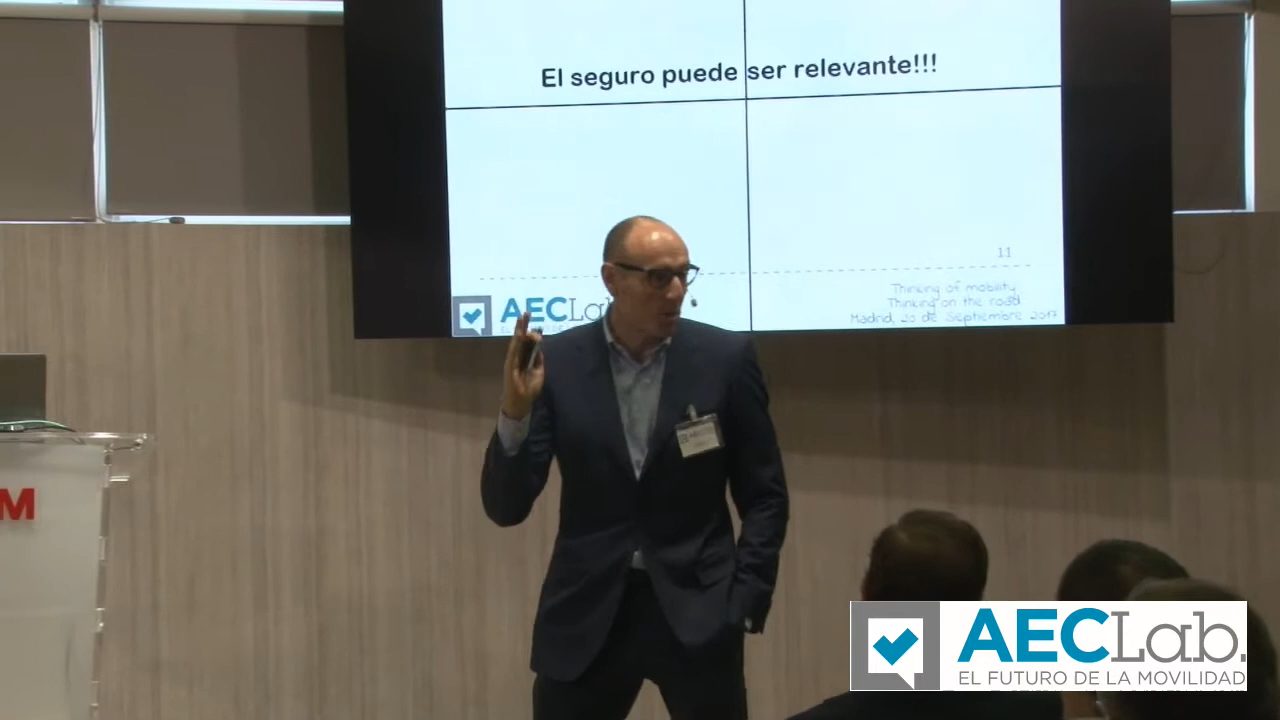 El seguro puede ser relevante!!!
11
Thinking of mobility
Thinking on the road
Madrid, 20 de Septiembre 2017
AECLab
M
AECLab.
EL FUTURO DE LA MOVILIDAD